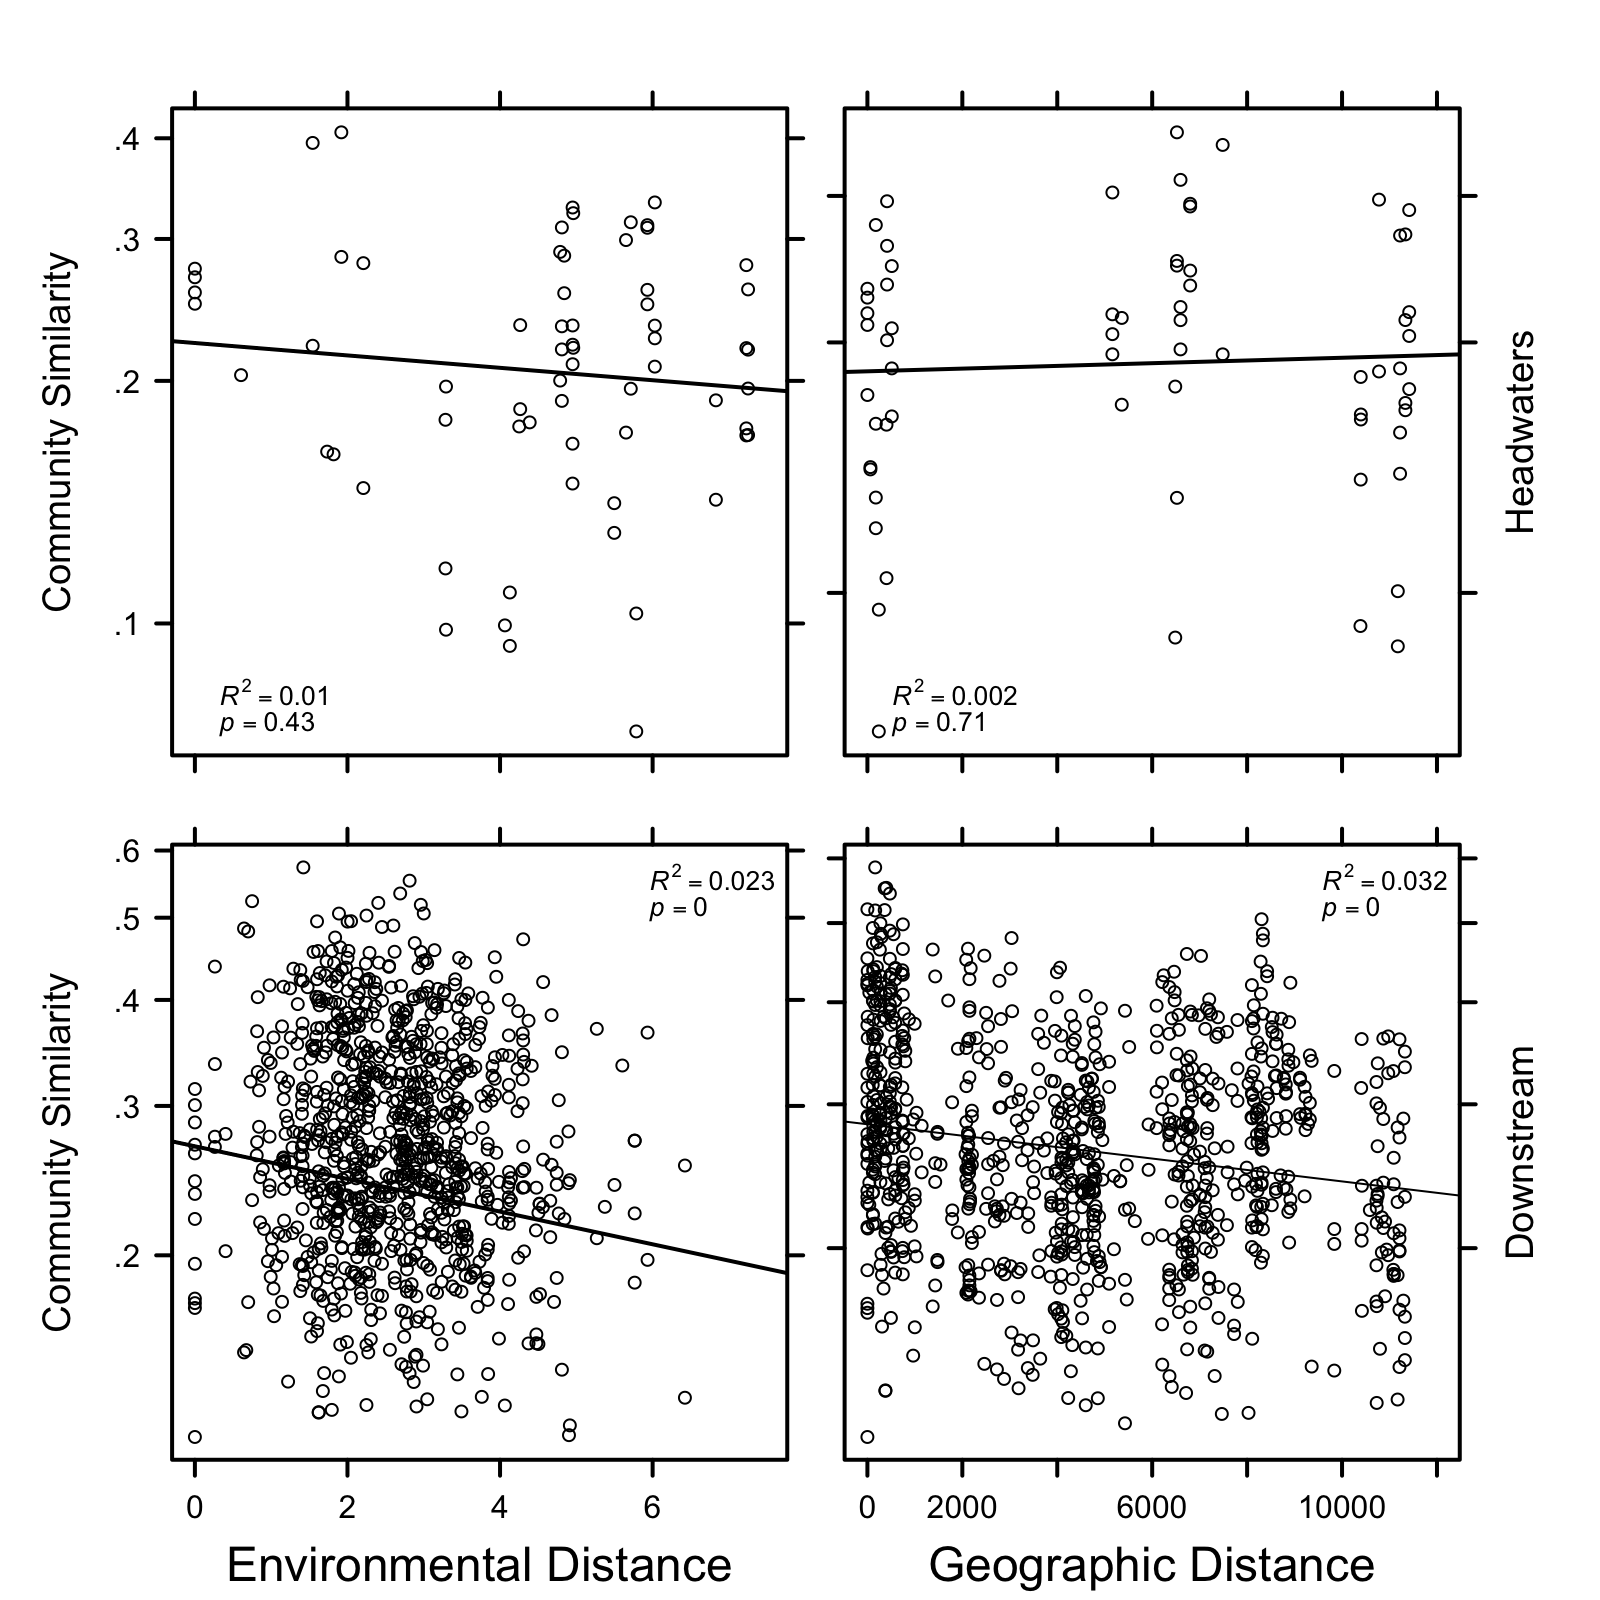 .4
.3
.2
.1
Community Similarity
R² = 0.01
p = 0.43
R² = 0.002
p = 0.71
Headwaters
.6
.5
.4
.3
.2
Community Similarity
R² = 0.023
p = 0
R² = 0.032
p = 0
Downstream
0 2 4 6
0 2000 6000 10000
Environmental Distance
Geographic Distance